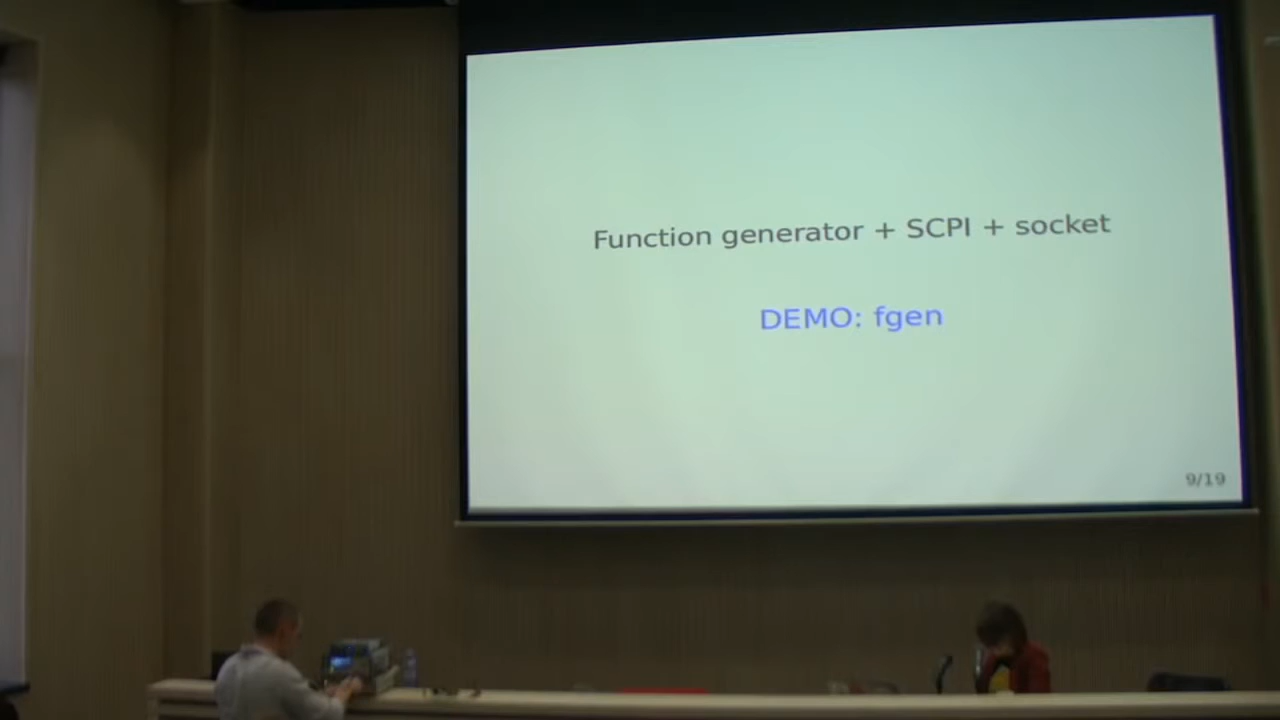 Function generator + SCPI + socket
DEMO: fgen
9/19